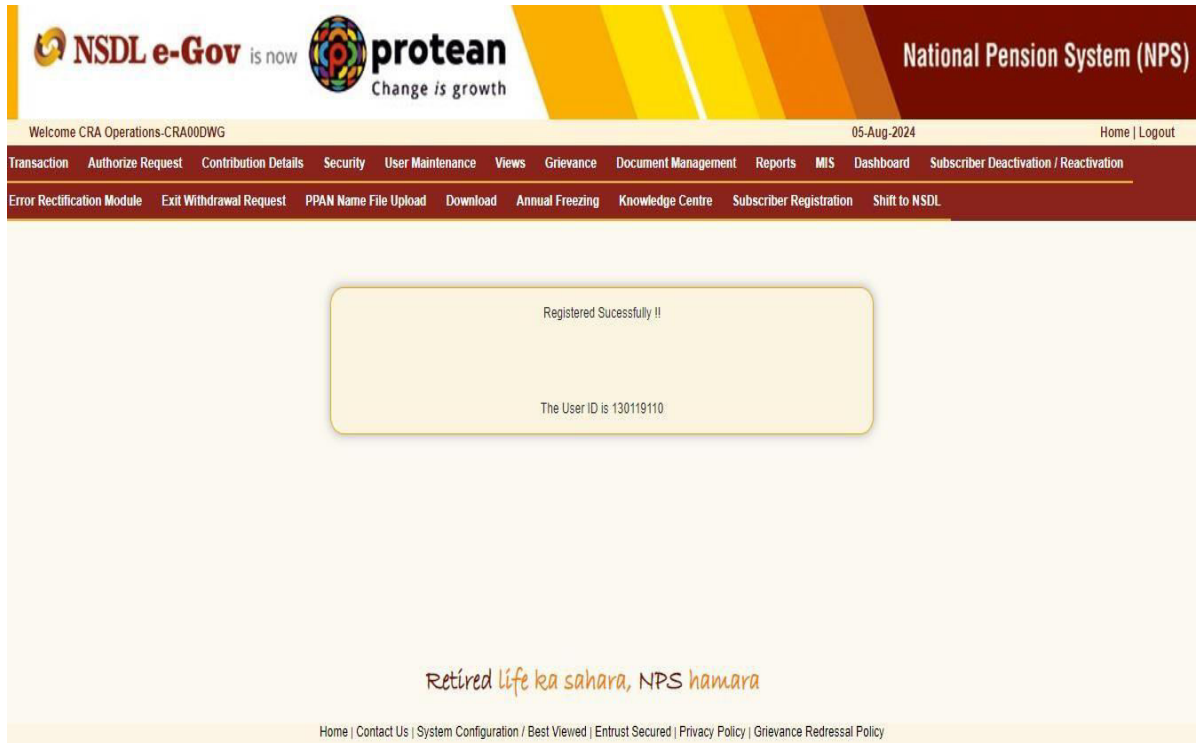 NSDL e-Gov is now protean
Change is growth
National Pension System (NPS)
Welcome CRA Operations-CRA00DWG 05-Aug-2024 Home | Logout
Transaction Authorize Request Contribution Details Security User Maintenance Views Grievance Document Management Reports MIS Dashboard Subscriber Deactivation / Reactivation
Error Rectification Module Exit Withdrawal Request PPAN Name File Upload Download Annual Freezing Knowledge Centre Subscriber Registration Shift to NSDL
Registered Sucessfully !!
The User ID is 130119110
Retired life ka sahara, NPS hamara
Home | Contact Us | System Configuration / Best Viewed | Entrust Secured | Privacy Policy | Grievance Redressal Policy